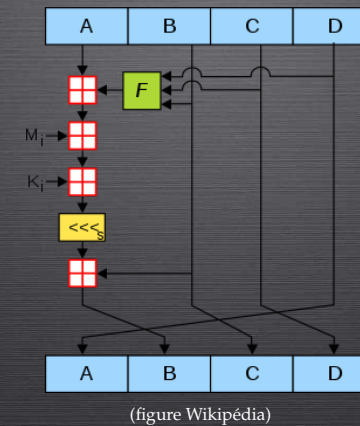 A B C D
F
Mi
Ki
<<<s
A B C D
(figure Wikipédia)